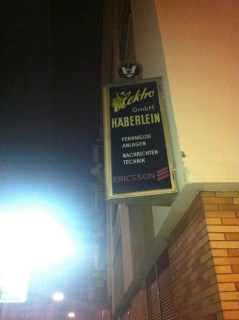 Elektro
GmbH
HÄBERLEIN
FERNMELDE
ANLAGEN
NACHRICHTEN
TECHNIK
ERICSSON